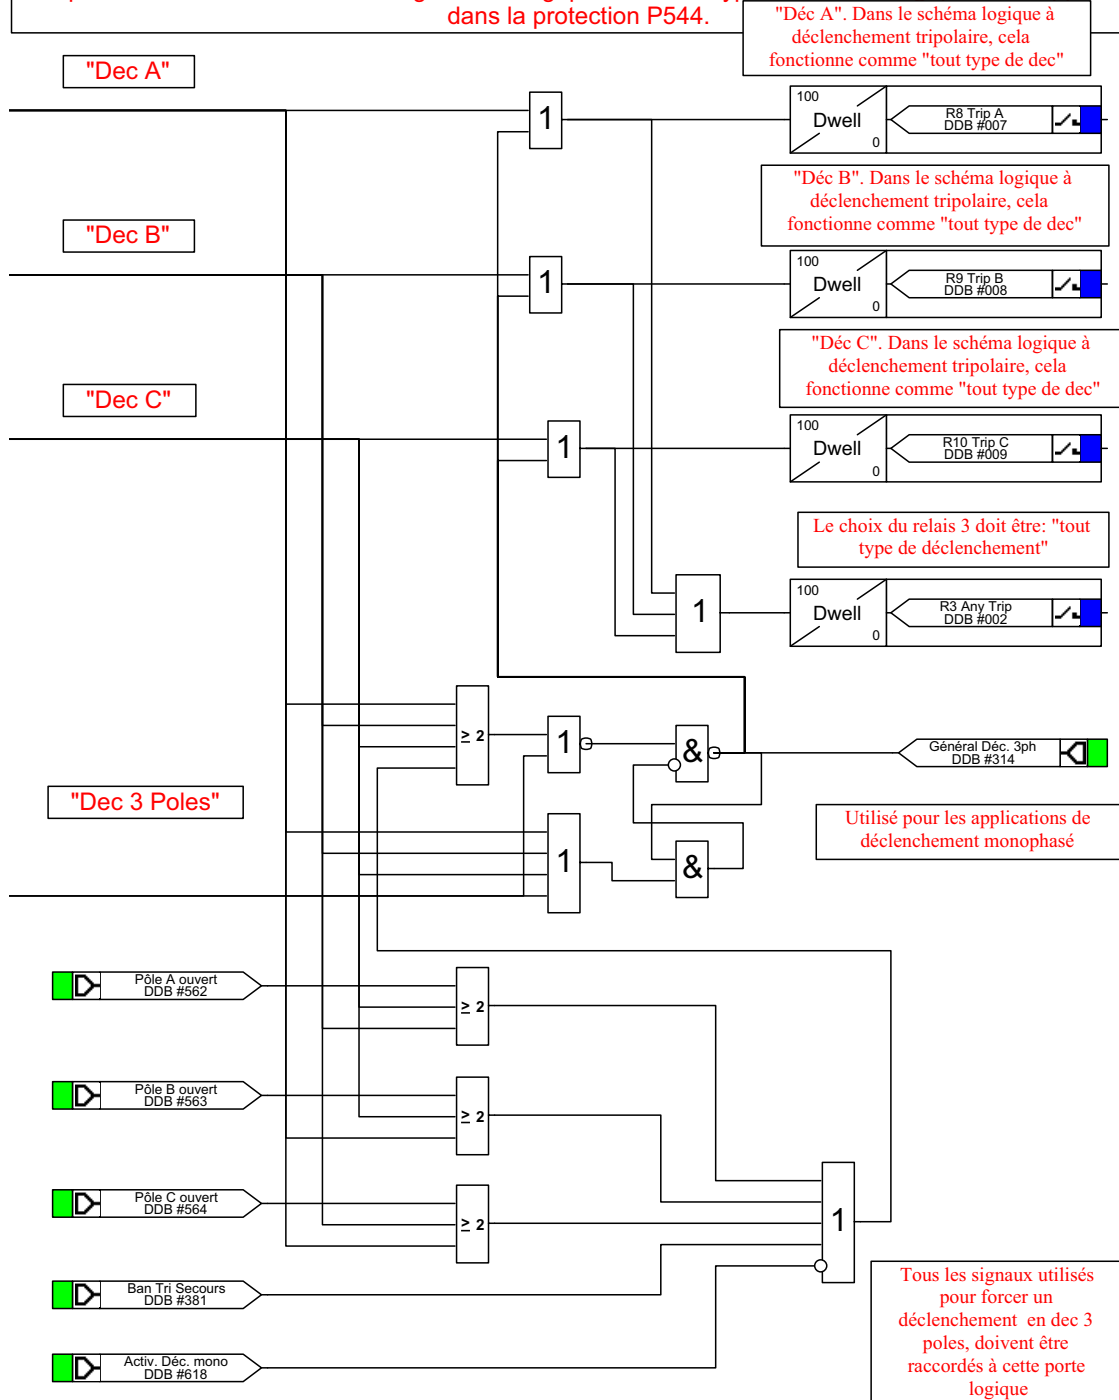 dans la protection P544.
"Déc A". Dans le schéma logique à
déclenchement tripolaire, cela
fonctionne comme "tout type de dec"
"Dec A"
1
100
Dwell
0
R8 Trip A
DDB #007
"Déc B". Dans le schéma logique à
déclenchement tripolaire, cela
fonctionne comme "tout type de dec"
"Dec B"
1
100
Dwell
0
R9 Trip B
DDB #008
"Déc C". Dans le schéma logique à
déclenchement tripolaire, cela
fonctionne comme "tout type de dec"
"Dec C"
1
100
Dwell
0
R10 Trip C
DDB #009
Le choix du relais 3 doit être: "tout
type de déclenchement"
1
100
Dwell
0
R3 Any Trip
DDB #002
≥ 2
1
&
Général Déc. 3ph
DDB #314
"Dec 3 Poles"
Utilisé pour les applications de
déclenchement monophasé
1
&
Pôle A ouvert
DDB #562
≥ 2
Pôle B ouvert
DDB #563
≥ 2
Pôle C ouvert
DDB #564
≥ 2
1
Ban Tri Secours
DDB #381
Activ. Déc. mono
DDB #618
Tous les signaux utilisés
pour forcer un
déclenchement en dec 3
poles, doivent être
raccordés à cette porte
logique